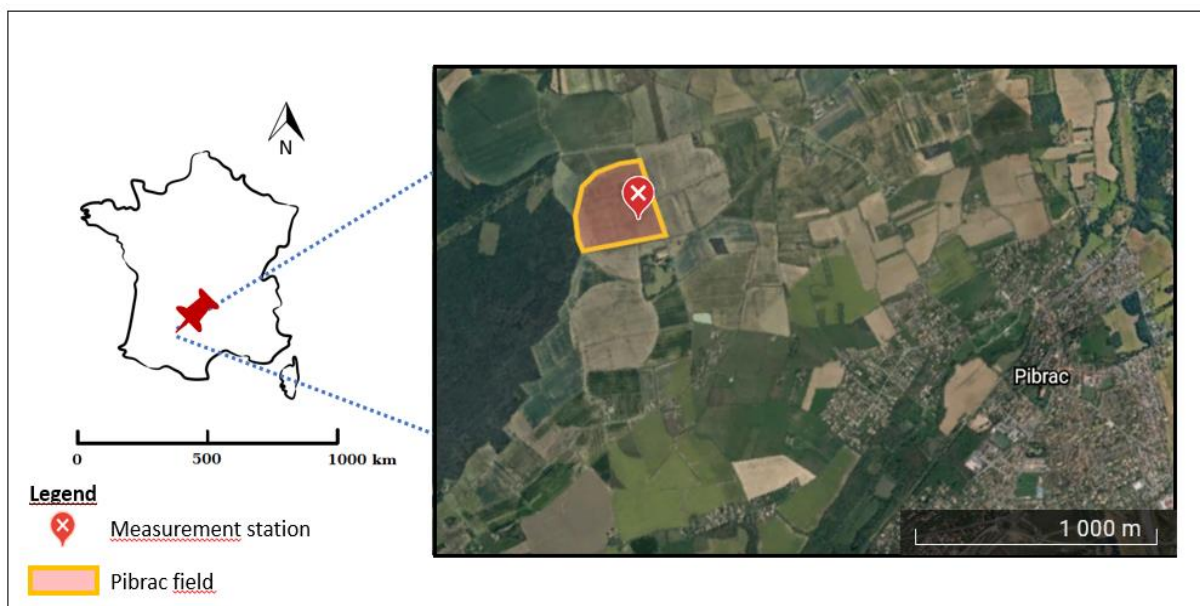 N
Pibrac
0 500 1000 km
1 000 m
Legend
Measurement station
Pibrac field